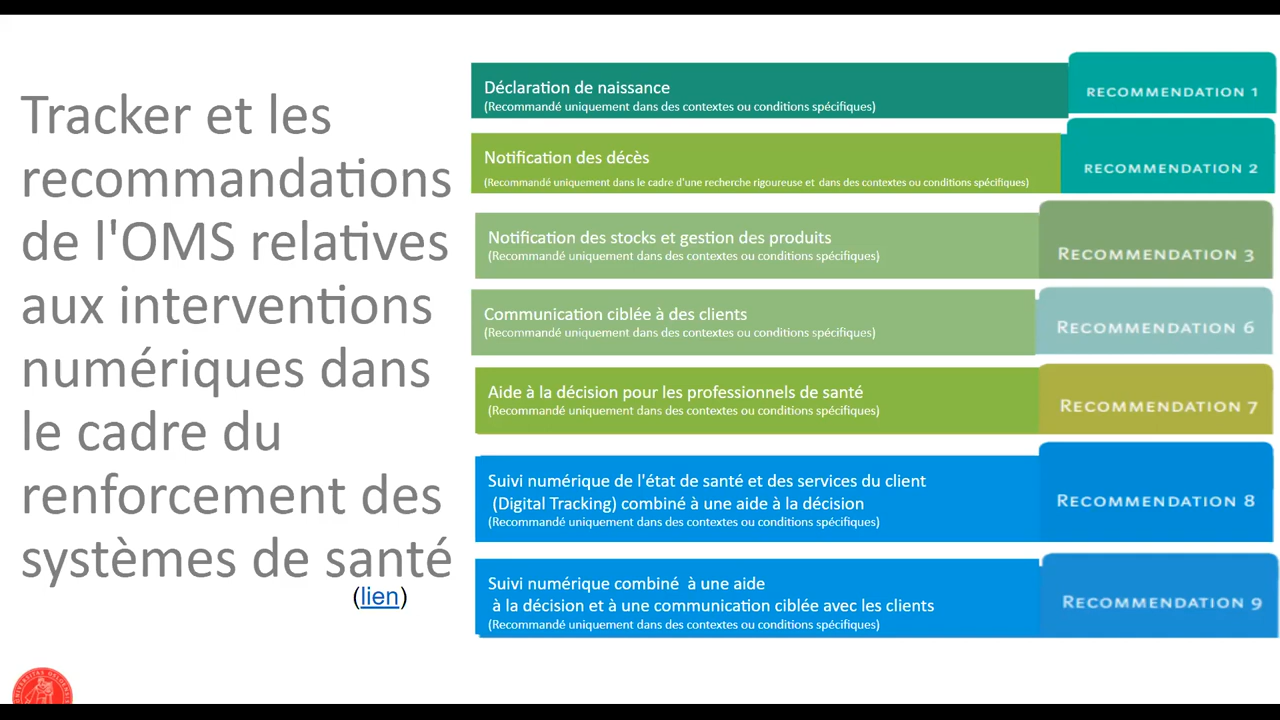 Tracker et les
recommandations
de l'OMS relatives
aux interventions
numériques dans
le cadre du
renforcement des
systèmes de santé
(lien)
Déclaration de naissance
(Recommandé uniquement dans des contextes ou conditions spécifiques)
RECOMMENDATION 1
Notification des décès
(Recommandé uniquement dans le cadre d'une recherche rigoureuse et dans des contextes ou conditions spécifiques)
RECOMMENDATION 2
Notification des stocks et gestion des produits
(Recommandé uniquement dans des contextes ou conditions spécifiques)
RECOMMENDATION 3
Communication ciblée à des clients
(Recommandé uniquement dans des contextes ou conditions spécifiques)
RECOMMENDATION 6
Aide à la décision pour les professionnels de santé
(Recommandé uniquement dans des contextes ou conditions spécifiques)
RECOMMENDATION 7
Suivi numérique de l'état de santé et des services du client
(Digital Tracking) combiné à une aide à la décision
(Recommandé uniquement dans des contextes ou conditions spécifiques)
RECOMMENDATION 8
Suivi numérique combiné à une aide
à la décision et à une communication ciblée avec les clients
(Recommandé uniquement dans des contextes ou conditions spécifiques)
RECOMMENDATION 9